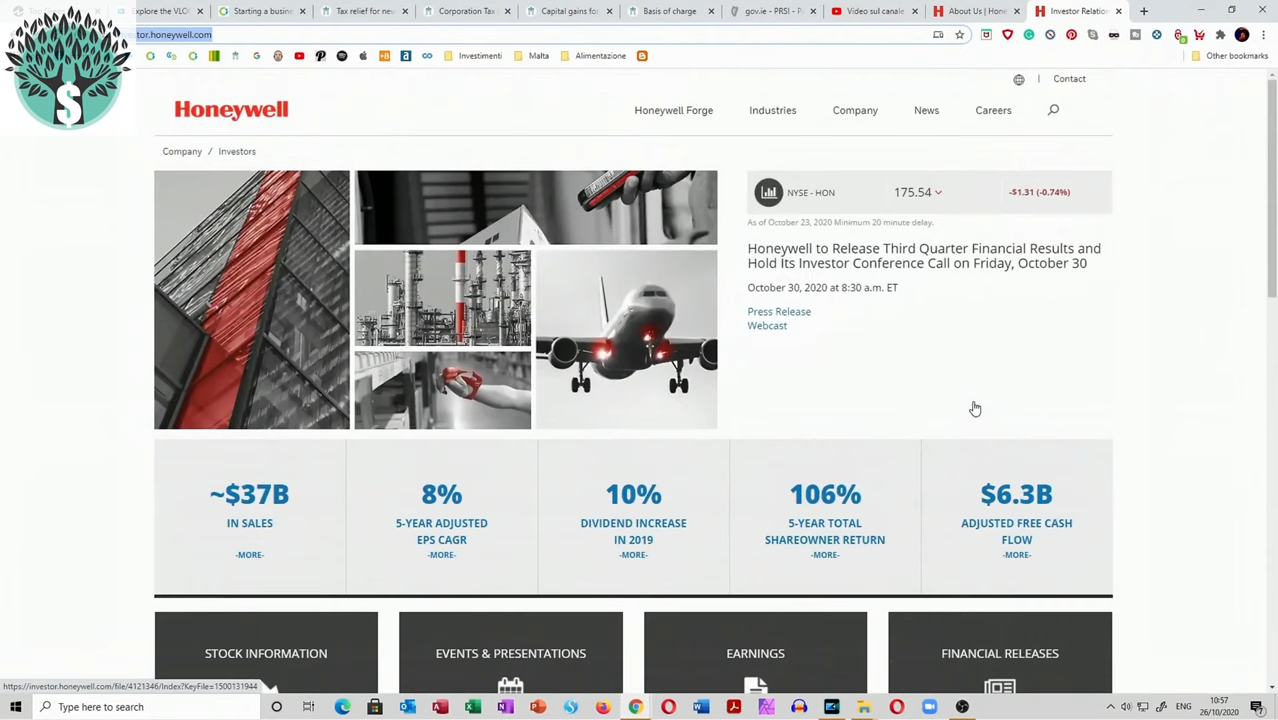 Explore the VLO
Starting a busine
Tax relief for new
Corporation Tax
Capital gains for
Basis of charge
gov.ie - PRSI - P
Video sul canale
About Us | Hone
Investor Relatio
tor.honeywell.com
Investimenti
Malta
Alimentazione
Other bookmarks
$
Contact
Honeywell
Honeywell Forge
Industries
Company
News
Careers
Company / Investors
NYSE - HON
175.54
-$1.31 (-0.74%)
As of October 23, 2020 Minimum 20 minute delay.
Honeywell to Release Third Quarter Financial Results and
Hold Its Investor Conference Call on Friday, October 30
October 30, 2020 at 8:30 a.m. ET
Press Release
Webcast
~$37B
IN SALES
-MORE-
8%
5-YEAR ADJUSTED
EPS CAGR
-MORE-
10%
DIVIDEND INCREASE
IN 2019
-MORE-
106%
5-YEAR TOTAL
SHAREOWNER RETURN
-MORE-
$6.3B
ADJUSTED FREE CASH
FLOW
-MORE-
STOCK INFORMATION
EVENTS & PRESENTATIONS
EARNINGS
FINANCIAL RELEASES
https://investor.honeywell.com/file/4121346/Index?KeyFile=1500131944
Type here to search
ENG
10:57
26/10/2020